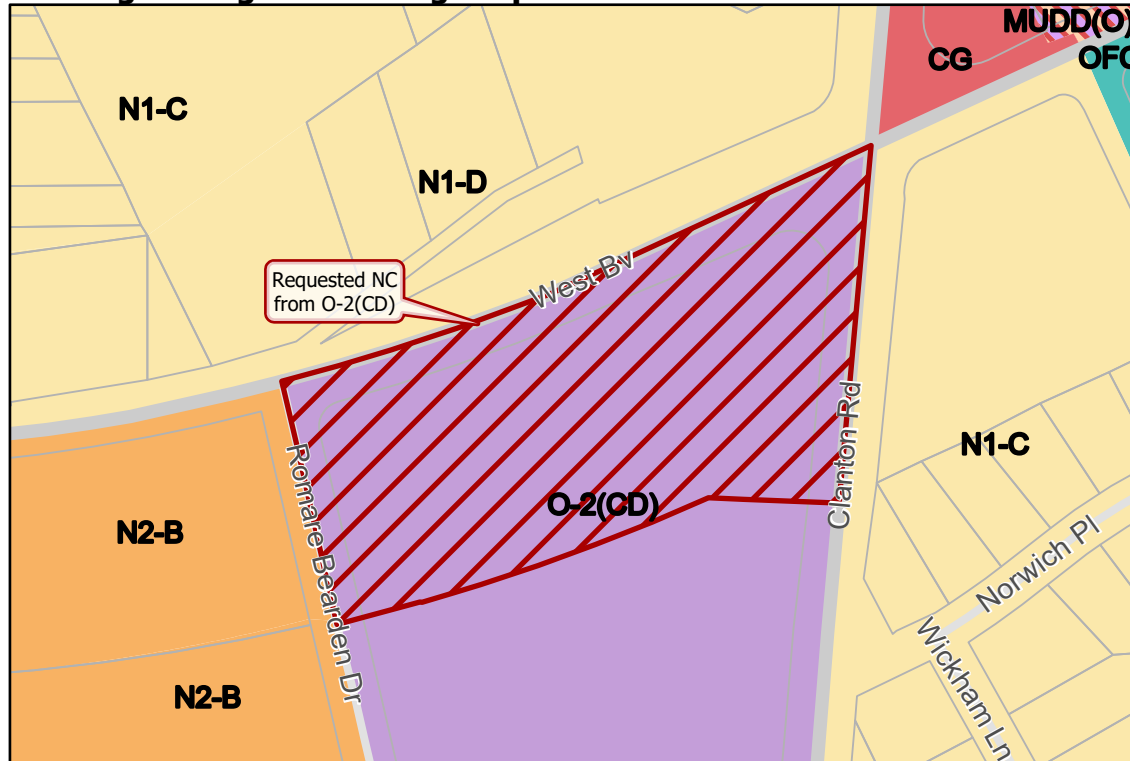 MUDD(O)
CG
OFC
N1-C
N1-D
Requested NC
from O-2(CD)
West Bv
Clanton Rd
N1-C
Romare Bearden Dr
O-2(CD)
N2-B
Norwich Pl
Wickham Ln
N2-B